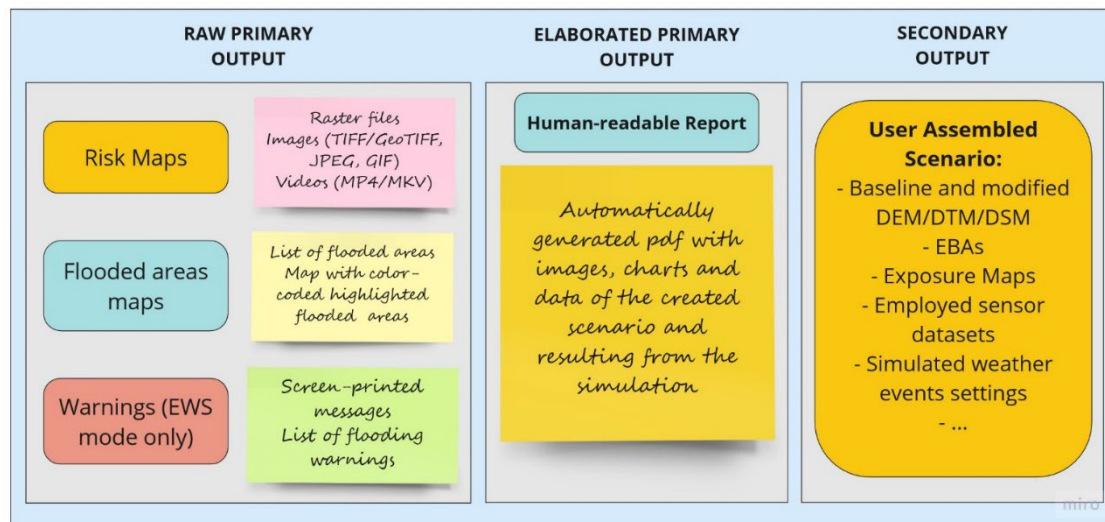 RAW PRIMARY
OUTPUT
Risk Maps
Raster files
Images (TIFF/GeoTIFF,
JPEG, GIF)
Videos (MP4/MKV)
Flooded areas
maps
List of flooded areas
Map with color-
coded highlighted
flooded areas
Warnings (EWS
mode only)
Screen-printed
messages
List of flooding
warnings
ELABORATED PRIMARY
OUTPUT
Human-readable Report
Automatically
generated pdf with
images, charts and
data of the created
scenario and
resulting from the
simulation
SECONDARY
OUTPUT
User Assembled
Scenario:
- Baseline and modified
DEM/DTM/DSM
- EBAs
- Exposure Maps
- Employed sensor
datasets
- Simulated weather
events settings
- ...
miro